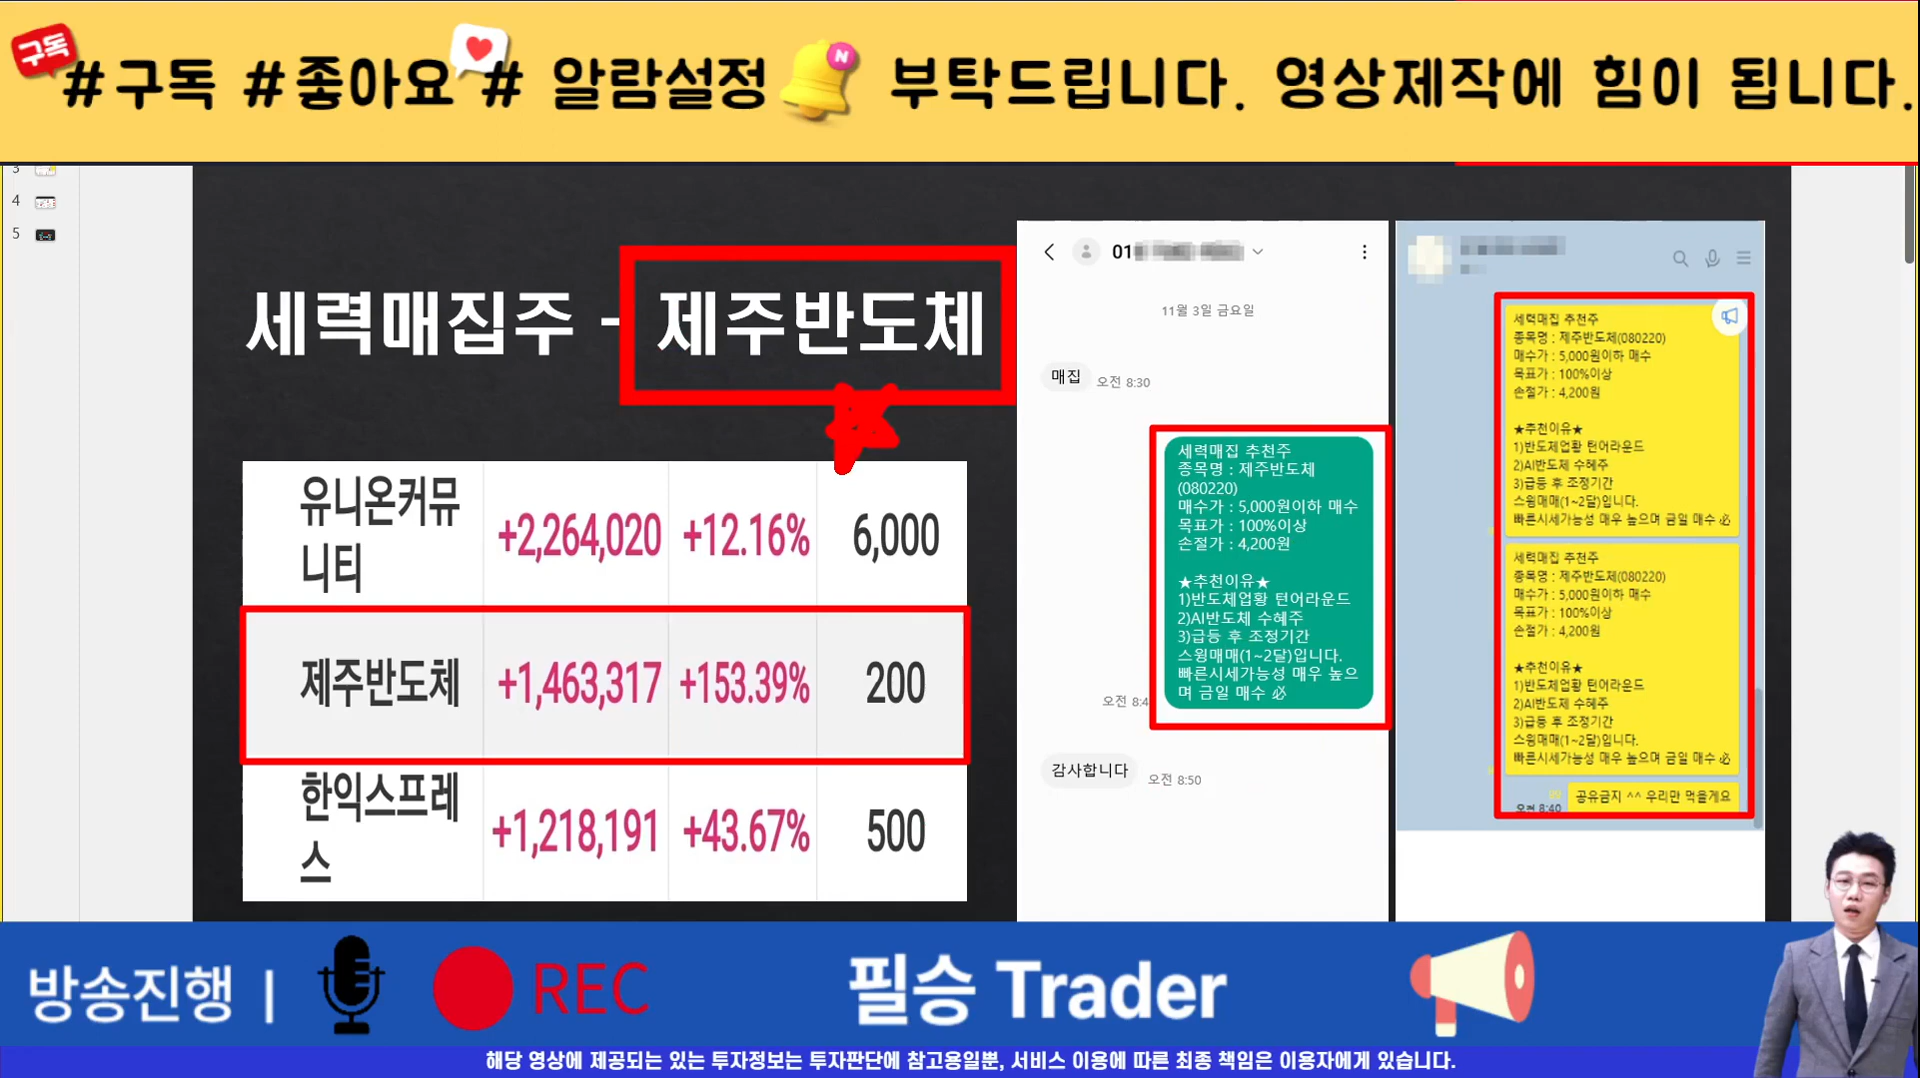 구독
#구독 #좋아요 # 알람설정 N 부탁드립니다. 영상제작에 힘이 됩니다.
3
4
5
세력매집주 - 제주반도체
유니온커뮤
니티
+2,264,020 +12.16% 6,000
제주반도체 +1,463,317 +153.39% 200
한익스프레
스
+1,218,191 +43.67% 500
01
11월 3일 금요일
매집 오전 8:30
세력매집 추천주
종목명 : 제주반도체
(080220)
매수가 : 5,000원이하 매수
목표가 : 100%이상
손절가 : 4,200원
★추천이유★
1)반도체업황 턴어라운드
2)AI반도체 수혜주
3)급등 후 조정기간
스윙매매(1~2달)입니다.
빠른시세가능성 매우 높으
며 금일 매수 必
오전 8:4
감사합니다 오전 8:50
세력매집 추천주
종목명 : 제주반도체(080220)
매수가 : 5,000원이하 매수
목표가 : 100%이상
손절가 : 4,200원
★추천이유★
1)반도체업황 턴어라운드
2)AI반도체 수혜주
3)급등 후 조정기간
스윙매매(1~2달)입니다.
빠른시세가능성 매우 높으며 금일 매수 必
세력매집 추천주
종목명 : 제주반도체(080220)
매수가 : 5,000원이하 매수
목표가 : 100%이상
손절가 : 4,200원
★추천이유★
1)반도체업황 턴어라운드
2)AI반도체 수혜주
3)급등 후 조정기간
스윙매매(1~2달)입니다.
빠른시세가능성 매우 높으며 금일 매수 必
오전 8:40 공유금지 ^^ 우리만 먹을게요
방송진행 | REC 필승 Trader
해당 영상에 제공되는 있는 투자정보는 투자판단에 참고용일뿐, 서비스 이용에 따른 최종 책임은 이용자에게 있습니다.